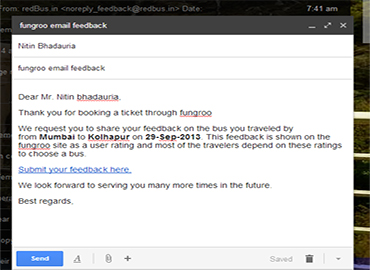 From: redBus.in <noreply_feedback@redbus.in> Date:
7:41 am
fungroo email feedback
Nitin Bhadauria
fungroo email feedback
Dear Mr. Nitin bhadauria,
Thank you for booking a ticket through fungroo
We request you to share your feedback on the bus you traveled by
from Mumbai to Kolhapur on 29-Sep-2013. This feedback is shown on the
fungroo site as a user rating and most of the travelers depend on these ratings
to choose a bus.
Submit your feedback here.
We look forward to serving you many more times in the future.
Best regards,
Send
A
Saved